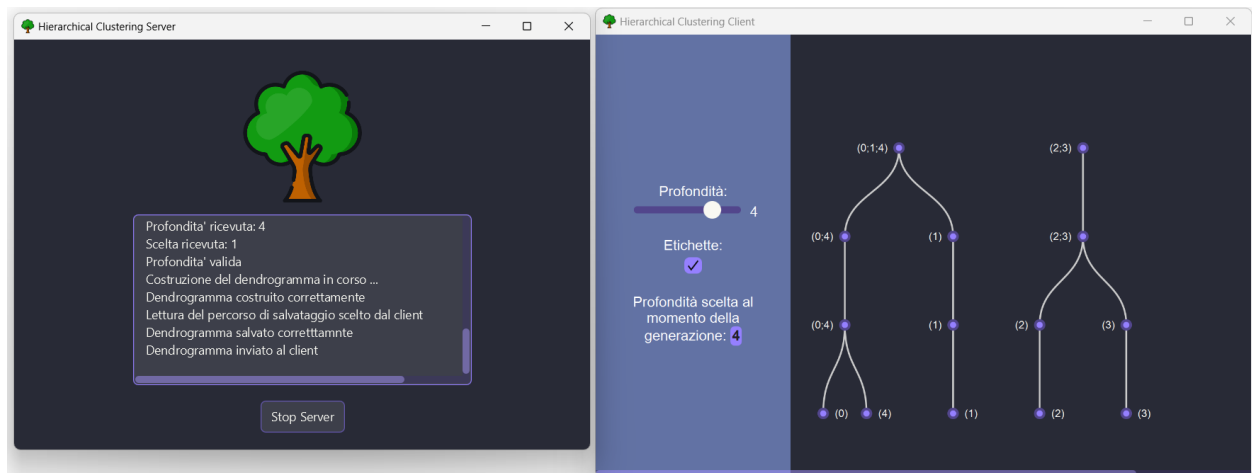 Hierarchical Clustering Server
Profondita' ricevuta: 4
Scelta ricevuta: 1
Profondita' valida
Costruzione del dendrogramma in corso ...
Dendrogramma costruito correttamente
Lettura del percorso di salvataggio scelto dal client
Dendrogramma salvato corretttamnte
Dendrogramma inviato al client
Stop Server
Hierarchical Clustering Client
Profondità:
4
Etichette:
Profondità scelta al
momento della
generazione: 4
(0;1;4) (2;3)
(0;4) (1) (2;3)
(0;4) (1) (2) (3)
(0) (4) (1) (2) (3)